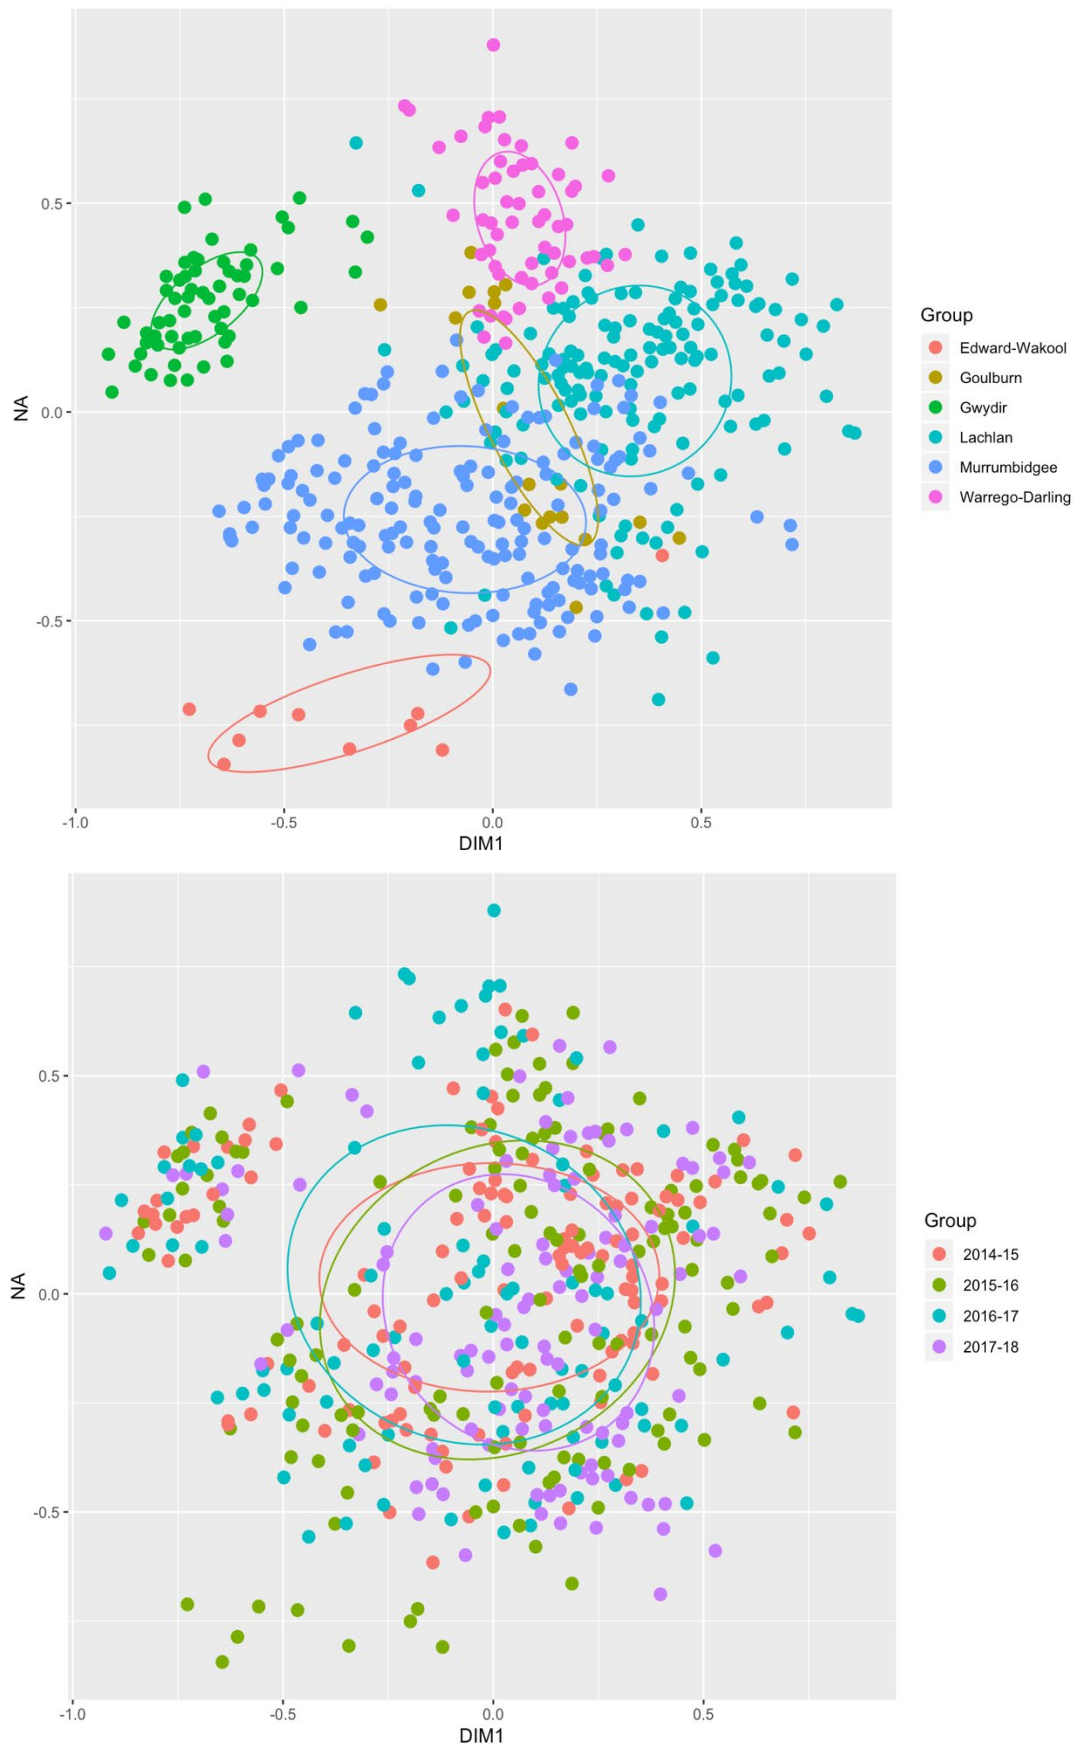 0.5
0.0
-0.5
NA
-1.0
-0.5
0.0
0.5
DIM1
Group
Edward-Wakool
Goulburn
Gwydir
Lachlan
Murrumbidgee
Warrego-Darling
0.5
0.0
-0.5
NA
-1.0
-0.5
0.0
0.5
DIM1
Group
2014-15
2015-16
2016-17
2017-18